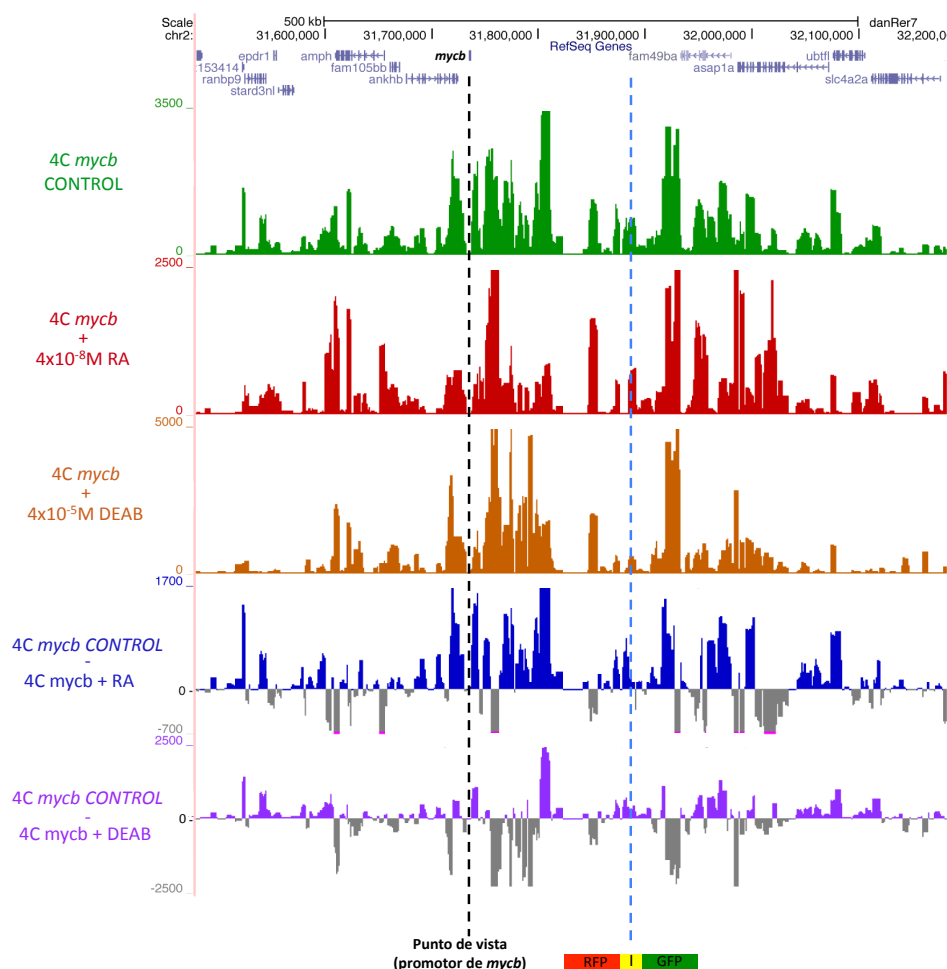 Scale 500 kb danRer7
chr2: 31,600,000 31,700,000 31,800,000 31,900,000 32,000,000 32,100,000 32,200,0
RefSeq Genes
epdr1 amph mycb fam49ba ubtfl
:153414 fam105bb asap1a
ranbp9 ankhb slc4a2a
stard3nl
3500
4C mycb
CONTROL
0
2500
4C mycb
+
4x10⁻⁸M RA
0
5000
4C mycb
+
4x10⁻⁵M DEAB
0
1700
4C mycb CONTROL
-
4C mycb + RA
0 -
-700
2500
4C mycb CONTROL
-
4C mycb + DEAB
0 -
-2500
Punto de vista
(promotor de mycb)
RFP I GFP